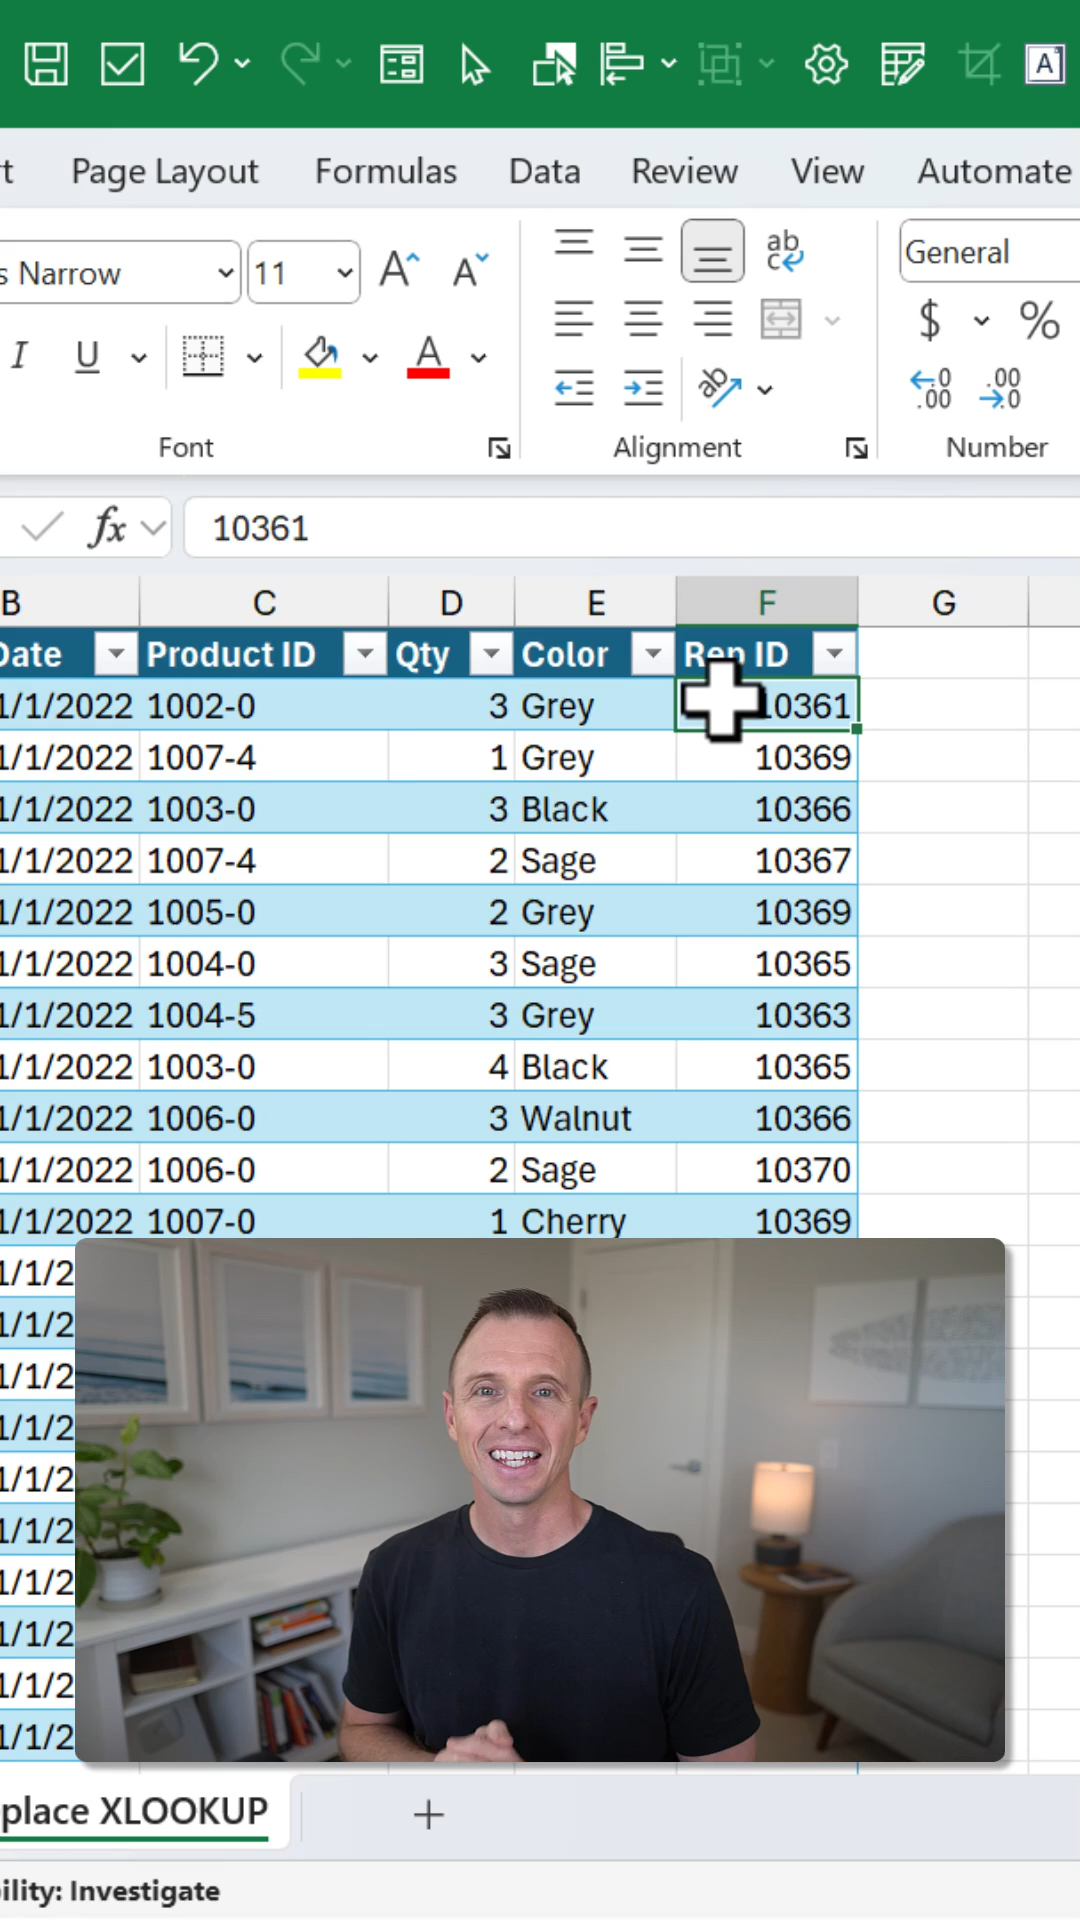 A
t Page Layout Formulas Data Review View Automate
s Narrow 11 A A ab c General
I U A ab $ %
.0 .00 .00 .0
Font Alignment Number
fx 10361
B C D E F G
Date Product ID Qty Color Rep ID
1/1/2022 1002-0 3 Grey 10361
1/1/2022 1007-4 1 Grey 10369
1/1/2022 1003-0 3 Black 10366
1/1/2022 1007-4 2 Sage 10367
1/1/2022 1005-0 2 Grey 10369
1/1/2022 1004-0 3 Sage 10365
1/1/2022 1004-5 3 Grey 10363
1/1/2022 1003-0 4 Black 10365
1/1/2022 1006-0 3 Walnut 10366
1/1/2022 1006-0 2 Sage 10370
1/1/2022 1007-0 1 Cherry 10369
1/1/2
1/1/2
1/1/2
1/1/2
1/1/2
1/1/2
1/1/2
1/1/2
1/1/2
1/1/2
place XLOOKUP +
ility: Investigate